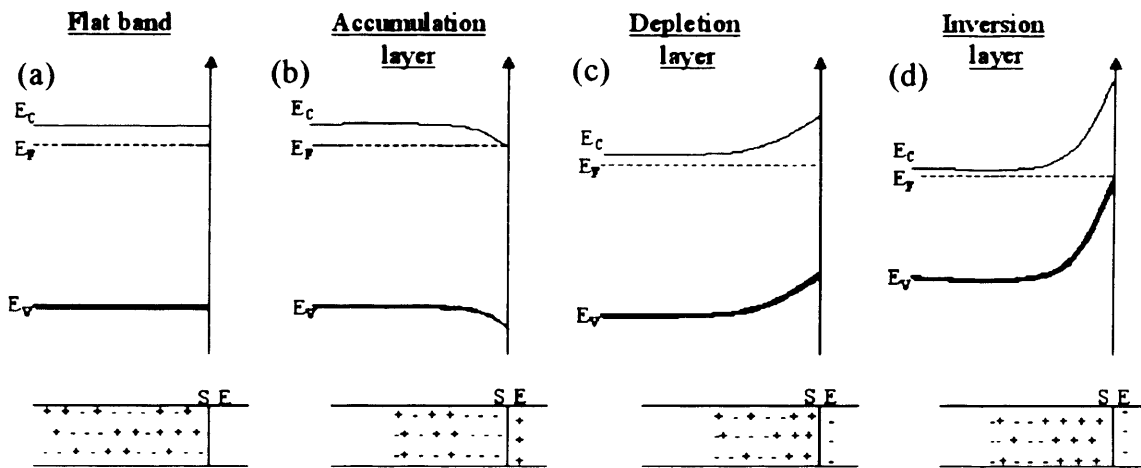 Flat band
Accumulation layer
Depletion layer
Inversion layer
(a)
(b)
(c)
(d)
E_C
E_F
E_V
E_C
E_F
E_V
E_C
E_F
E_V
E_C
E_F
E_V
S E
S E
S E
S E